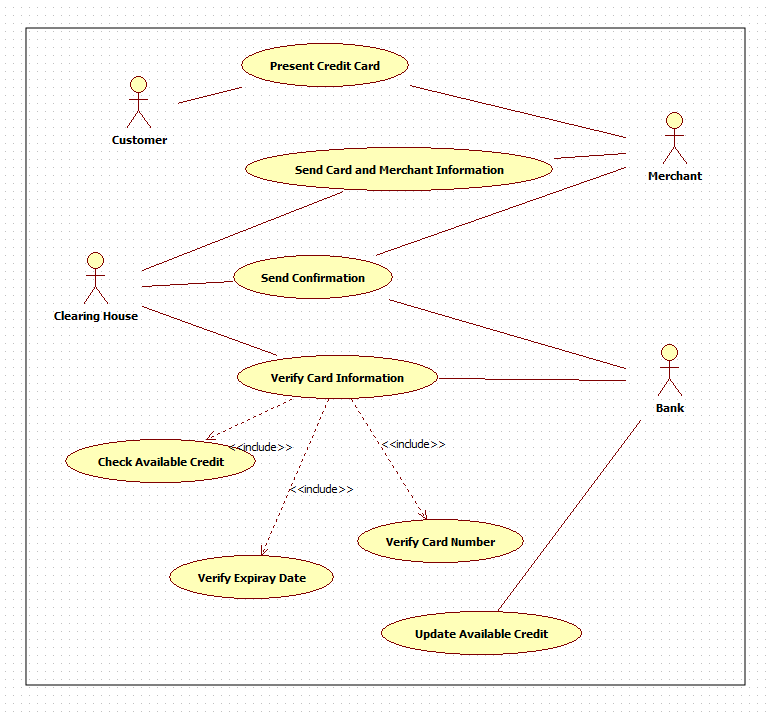 Present Credit Card
Customer
Send Card and Merchant Information
Merchant
Send Confirmation
Clearing House
Verify Card Information
Bank
<<include>>
<<include>>
Check Available Credit
<<include>>
Verify Card Number
Verify Expiray Date
Update Available Credit